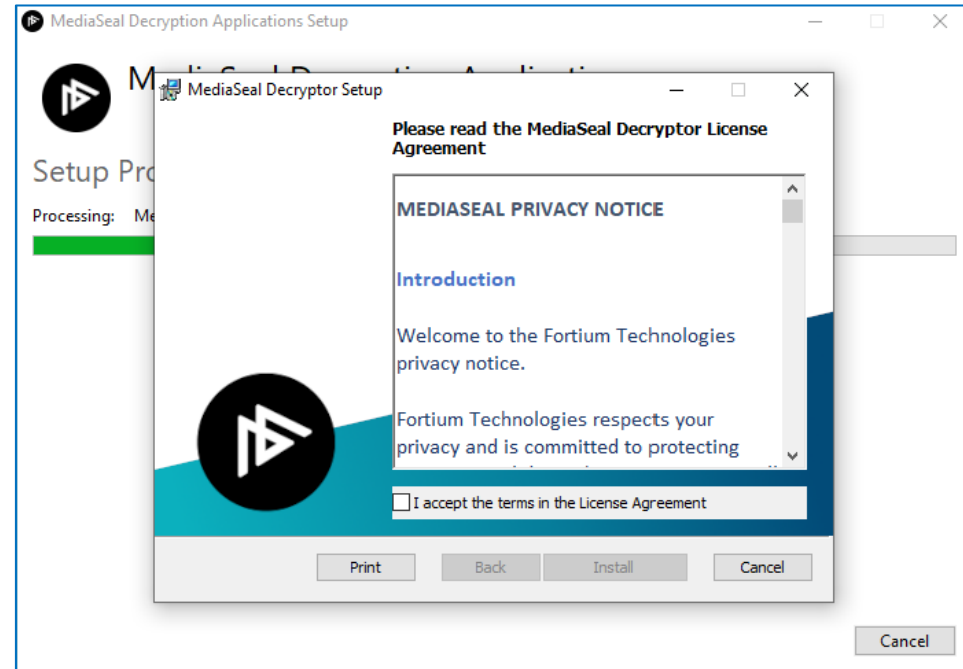 MediaSeal Decryption Applications Setup
MediaSeal Decryptor Setup
Please read the MediaSeal Decryptor License
Agreement
MEDIASEAL PRIVACY NOTICE
Introduction
Welcome to the Fortium Technologies
privacy notice.
Fortium Technologies respects your
privacy and is committed to protecting
I accept the terms in the License Agreement
Print
Back
Install
Cancel
Setup
Processing:
Cancel